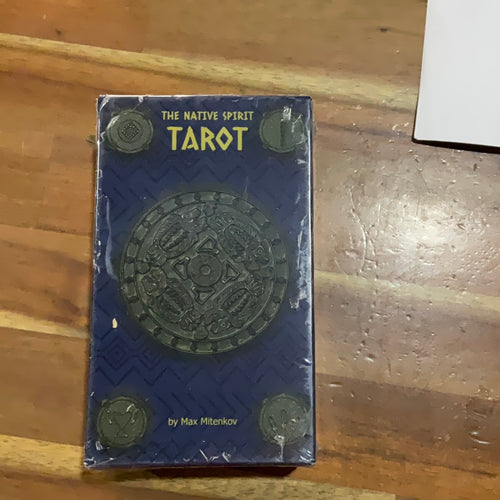 THE NATIVE SPIRIT
TAROT
by Max Mitenkov